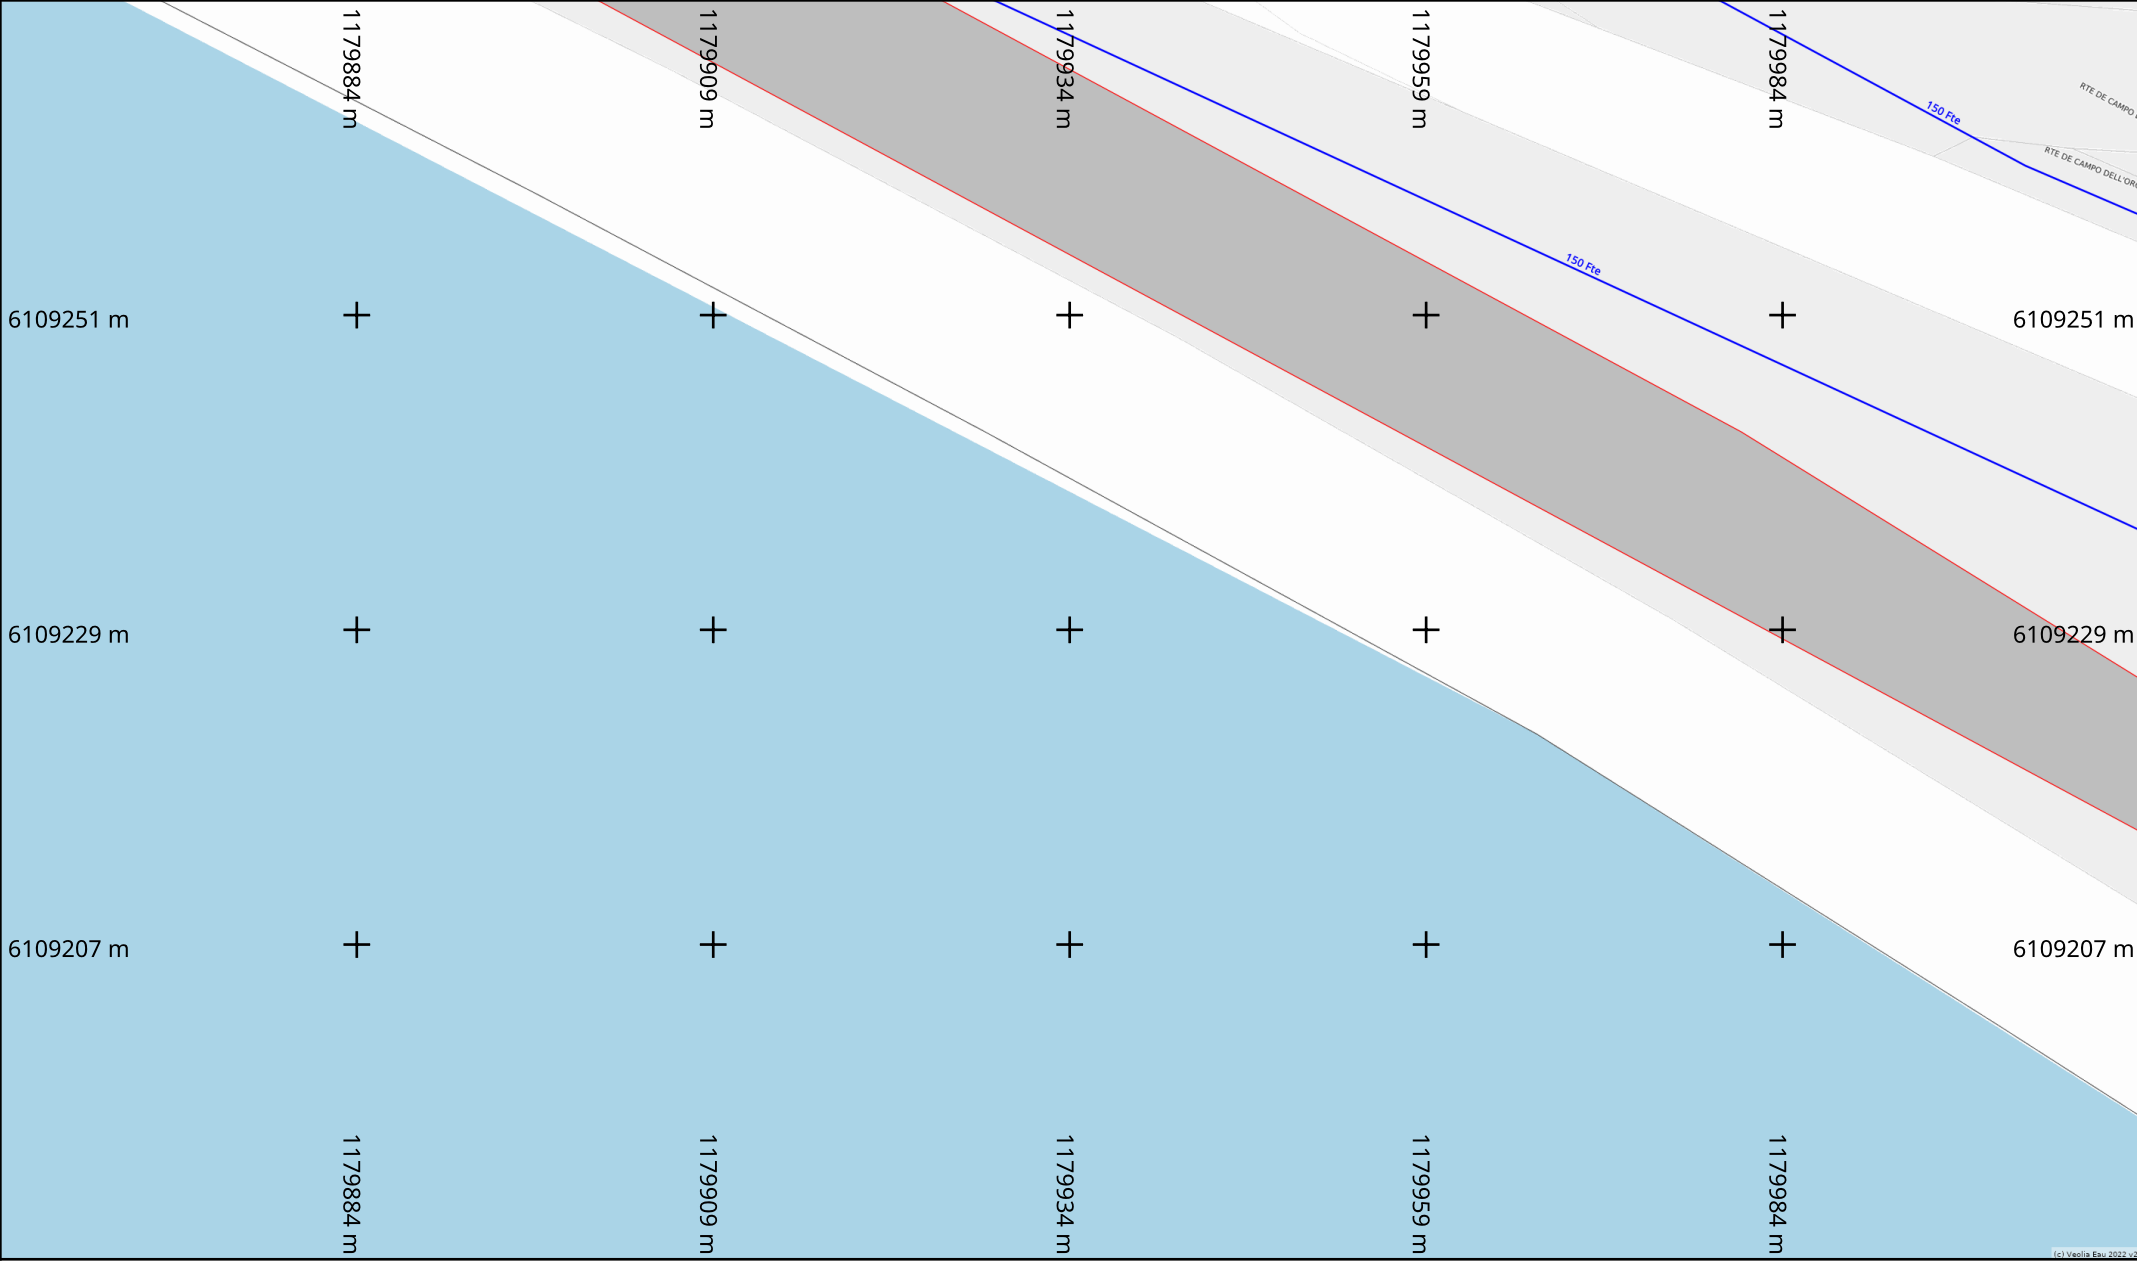 1179884 m
1179909 m
1179934 m
1179959 m
1179984 m
RTE DE CAMPO
150 Fte
RTE DE CAMPO DELL'ORO
150 Fte
6109251 m
6109251 m
6109229 m
6109229 m
6109207 m
6109207 m
1179884 m
1179909 m
1179934 m
1179959 m
1179984 m
(c) Veolia Eau 2022 v2